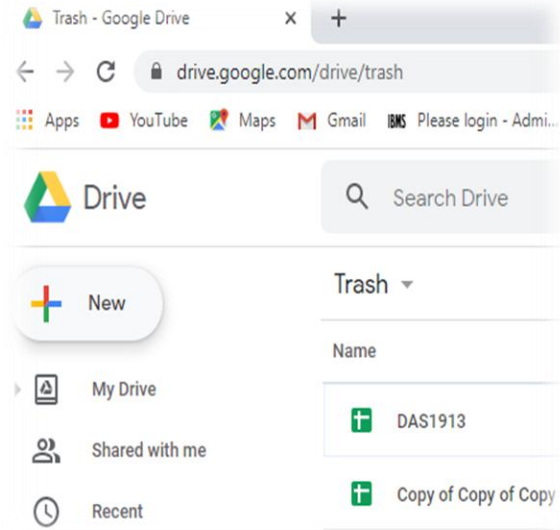 Trash - Google Drive
drive.google.com/drive/trash
Apps YouTube Maps Gmail IBMS Please login - Admi...
Drive
Search Drive
New
Trash
Name
My Drive
DAS1913
Shared with me
Copy of Copy of Copy
Recent